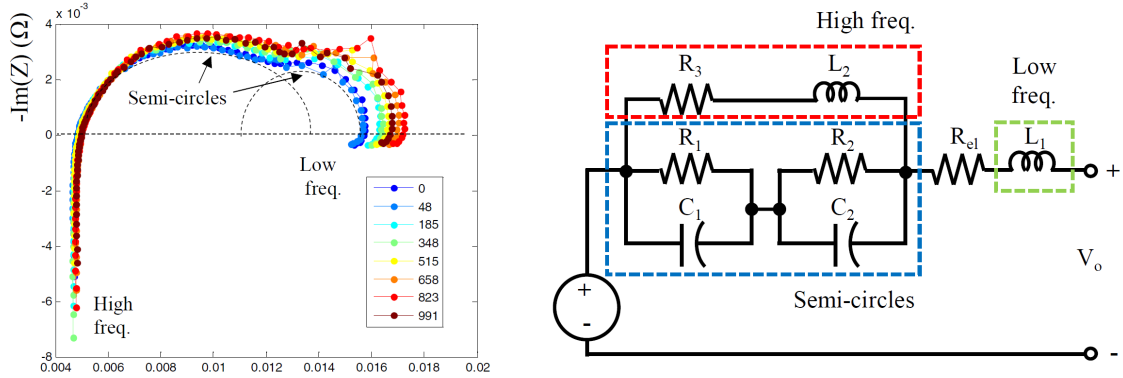 4 × 10⁻³
-Im(Z) (Ω)
2
0
-2
-4
-6
-8
0.004 0.006 0.008 0.01 0.012 0.014 0.016 0.018 0.02
Semi-circles
Low
freq.
High
freq.
0
48
185
348
515
658
823
991
High freq.
R3
L2
Low
freq.
R1
R2
Rel
L1
C1
C2
+
+
-
Vo
Semi-circles
-